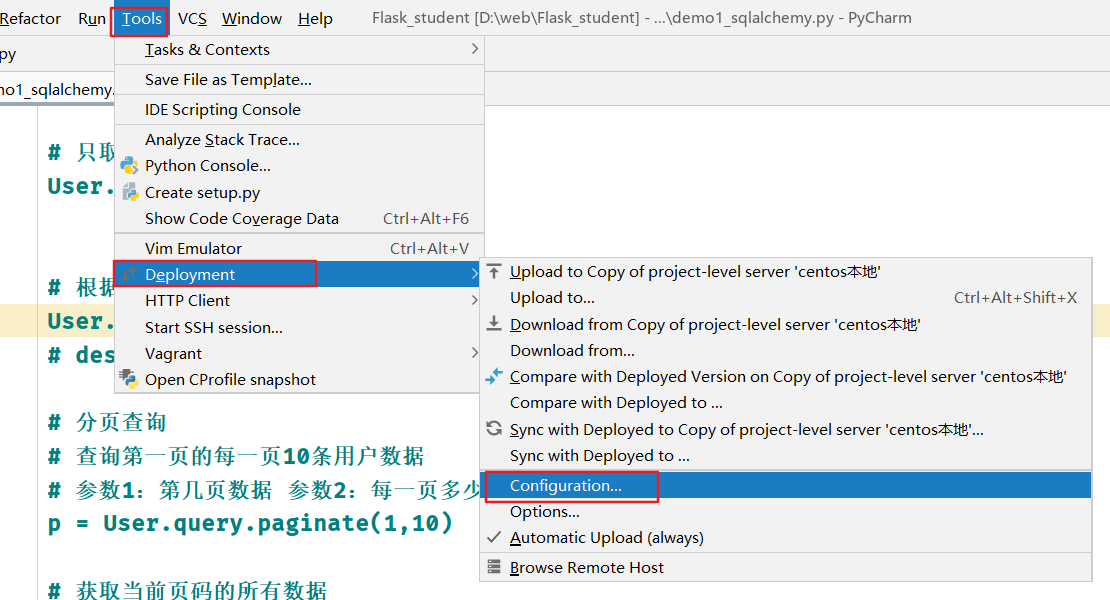 Refactor Run Tools VCS Window Help Flask_student [D:\web\Flask_student] - ...\demo1_sqlalchemy.py - PyCharm
py
Tasks & Contexts
mo1_sqlalchemy.
Save File as Template...
IDE Scripting Console
Analyze Stack Trace...
# 只取
Python Console...
User.
Create setup.py
Show Code Coverage Data Ctrl+Alt+F6
Vim Emulator Ctrl+Alt+V
Deployment
Upload to Copy of project-level server 'centos本地'
# 根据
HTTP Client
Upload to... Ctrl+Alt+Shift+X
User.
Start SSH session...
Download from Copy of project-level server 'centos本地'
# des
Vagrant
Download from...
Open CProfile snapshot
Compare with Deployed Version on Copy of project-level server 'centos本地'
Compare with Deployed to ...
# 分页查询
Sync with Deployed to Copy of project-level server 'centos本地'...
# 查询第一页的每一页10条用户数据
Sync with Deployed to ...
# 参数1：第几页数据 参数2：每一页多少
Configuration...
Options...
p = User.query.paginate(1,10)
Automatic Upload (always)
Browse Remote Host
# 获取当前页码的所有数据